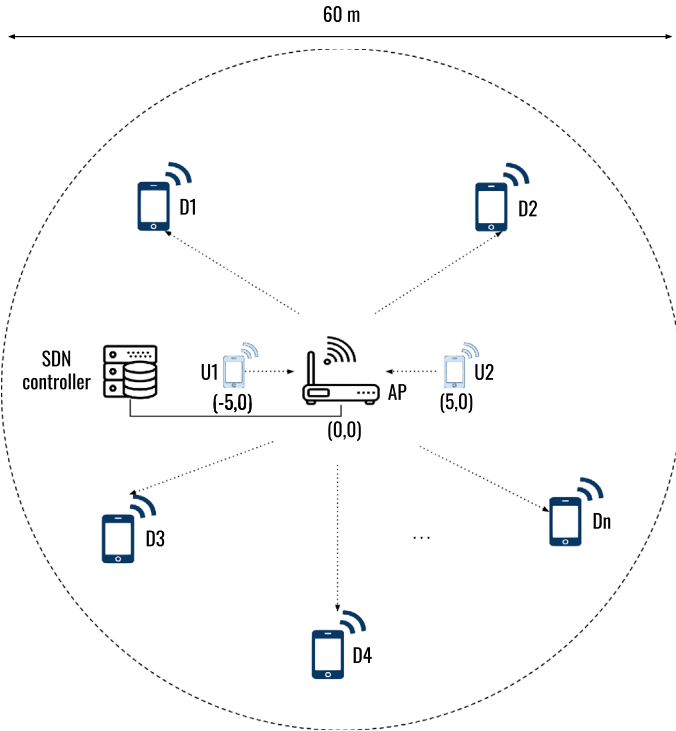 60 m
D1
D2
SDN
controller
U1
(-5,0)
AP
(0,0)
U2
(5,0)
D3
...
Dn
D4